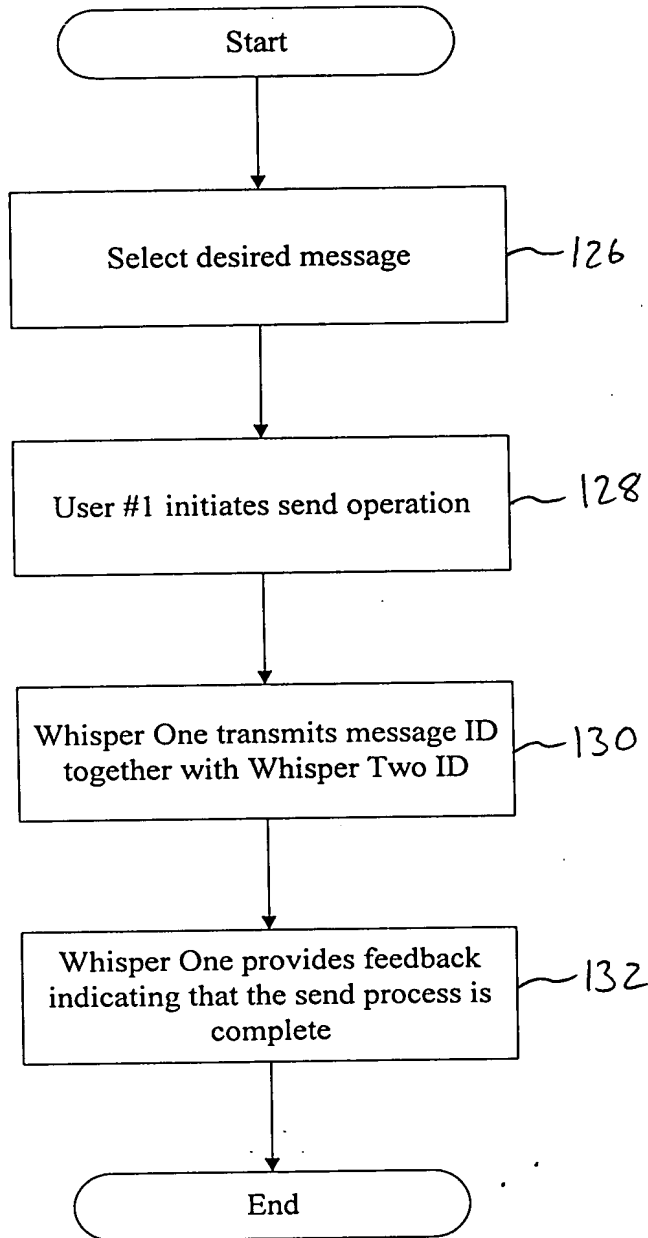 Start
Select desired message
126
User #1 initiates send operation
128
Whisper One transmits message ID
together with Whisper Two ID
130
Whisper One provides feedback
indicating that the send process is
complete
132
End